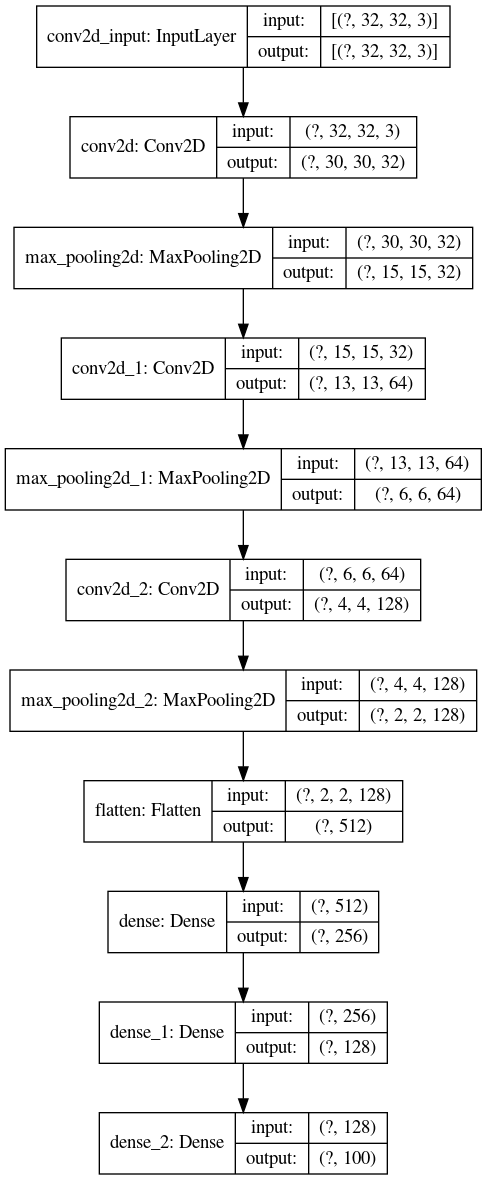 conv2d_input: InputLayer
input: [(?, 32, 32, 3)]
output: [(?, 32, 32, 3)]
conv2d: Conv2D
input: (?, 32, 32, 3)
output: (?, 30, 30, 32)
max_pooling2d: MaxPooling2D
input: (?, 30, 30, 32)
output: (?, 15, 15, 32)
conv2d_1: Conv2D
input: (?, 15, 15, 32)
output: (?, 13, 13, 64)
max_pooling2d_1: MaxPooling2D
input: (?, 13, 13, 64)
output: (?, 6, 6, 64)
conv2d_2: Conv2D
input: (?, 6, 6, 64)
output: (?, 4, 4, 128)
max_pooling2d_2: MaxPooling2D
input: (?, 4, 4, 128)
output: (?, 2, 2, 128)
flatten: Flatten
input: (?, 2, 2, 128)
output: (?, 512)
dense: Dense
input: (?, 512)
output: (?, 256)
dense_1: Dense
input: (?, 256)
output: (?, 128)
dense_2: Dense
input: (?, 128)
output: (?, 100)